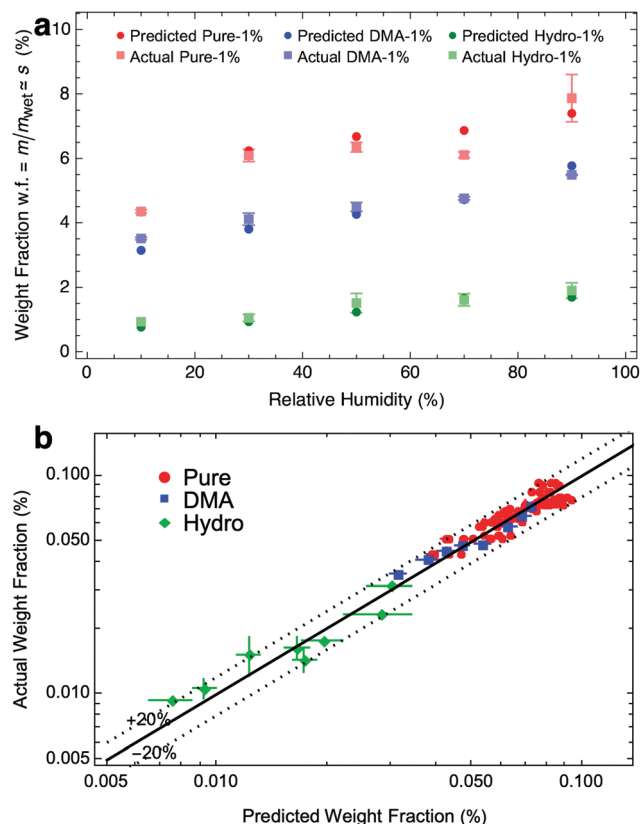 a
Weight Fraction w.f. = m/m_wet ≃ s (%)
10
8
6
4
2
0
Predicted Pure-1% Predicted DMA-1% Predicted Hydro-1%
Actual Pure-1% Actual DMA-1% Actual Hydro-1%
0 20 40 60 80 100
Relative Humidity (%)
b
Actual Weight Fraction (%)
0.100
0.050
0.010
0.005
Pure
DMA
Hydro
+20%
−20%
0.005 0.010 0.050 0.100
Predicted Weight Fraction (%)